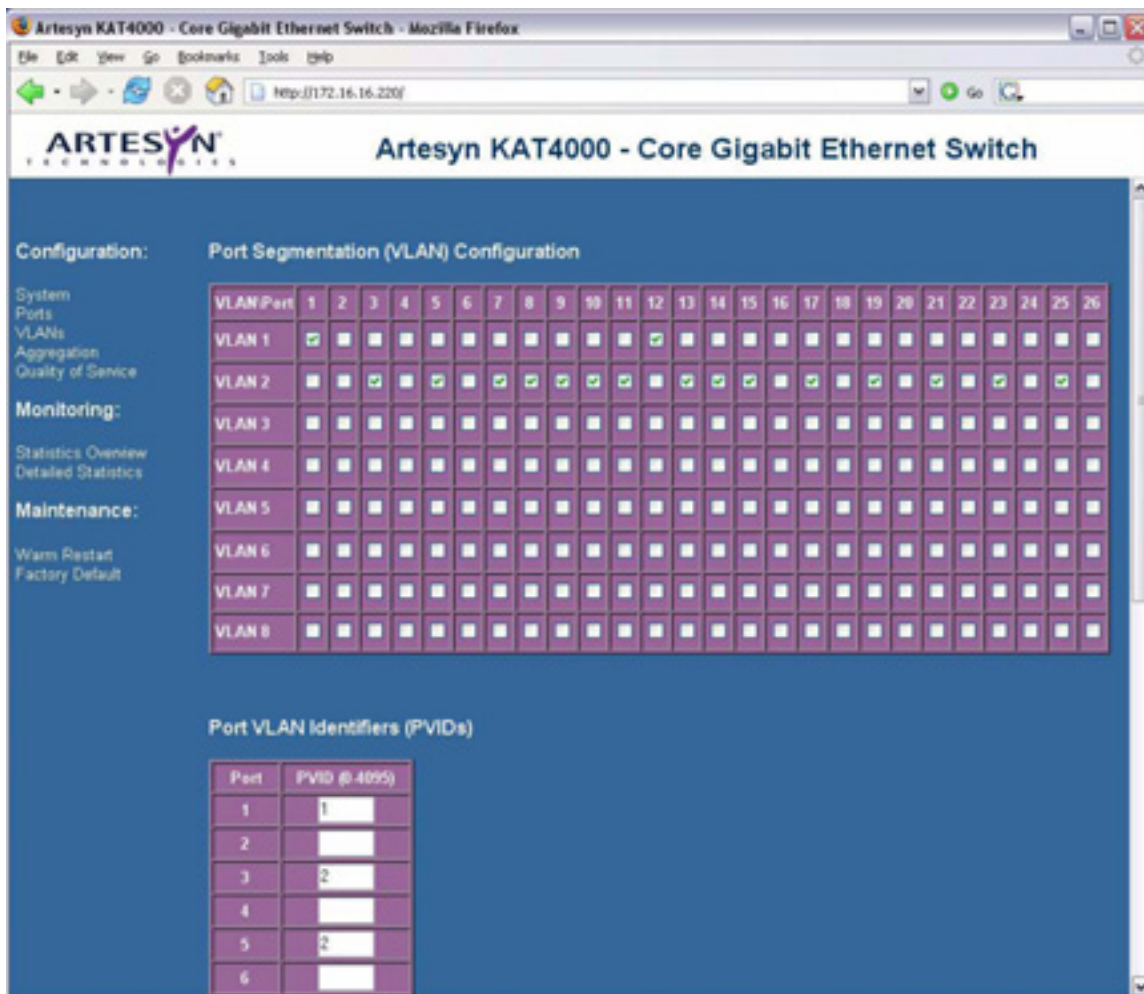 Artesyn KAT4000 - Core Gigabit Ethernet Switch - Mozilla Firefox
File Edit View Go Bookmarks Tools Help
http://172.16.16.220/ Go
ARTESYN
TECHNOLOGIES
Artesyn KAT4000 - Core Gigabit Ethernet Switch
Configuration:
System
Ports
VLANs
Aggregation
Quality of Service
Monitoring:
Statistics Overview
Detailed Statistics
Maintenance:
Warm Restart
Factory Default
Port Segmentation (VLAN) Configuration
VLAN\Port 1 2 3 4 5 6 7 8 9 10 11 12 13 14 15 16 17 18 19 20 21 22 23 24 25 26
VLAN 1
VLAN 2
VLAN 3
VLAN 4
VLAN 5
VLAN 6
VLAN 7
VLAN 8
Port VLAN Identifiers (PVIDs)
Port PVID (0-4095)
1 1
2
3 2
4
5 2
6